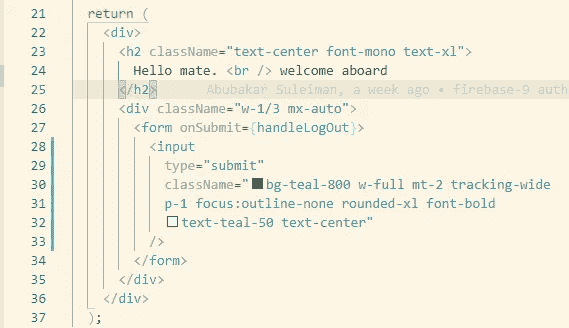 21 return (
22 <div>
23 <h2 className="text-center font-mono text-xl">
24 Hello mate. <br /> welcome aboard
25 </h2> Abubakar Suleiman, a week ago • firebase-9 auth
26 <div className="w-1/3 mx-auto">
27 <form onSubmit={handleLogOut}>
28 <input
29 type="submit"
30 className="bg-teal-800 w-full mt-2 tracking-wide
31 p-1 focus:outline-none rounded-xl font-bold
32 text-teal-50 text-center"
33 />
34 </form>
35 </div>
36 </div>
37 );